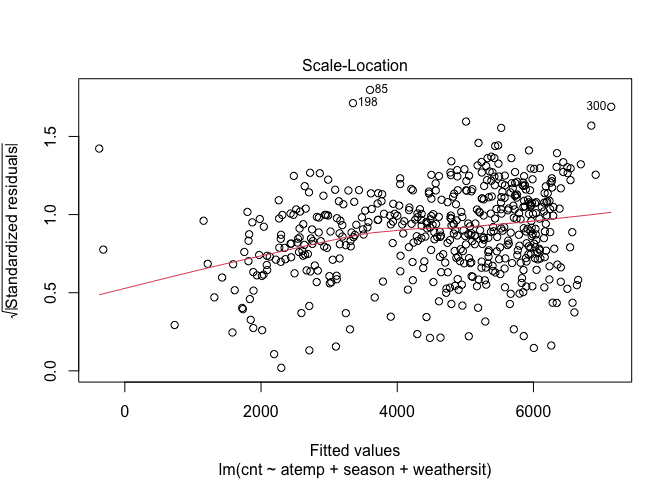 Scale-Location
√|Standardized residuals|
1.5
1.0
0.5
0.0
85
198
300
0 2000 4000 6000
Fitted values
lm(cnt ~ atemp + season + weathersit)